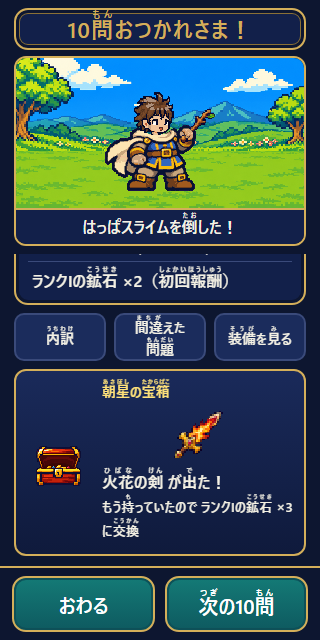 10問おつかれさま！
はっぱスライムを倒した！
ランクIの鉱石 ×2（初回報酬）
内訳
間違えた
問題
装備を見る
朝星の宝箱
火花の剣 が出た！
もう持っていたので ランクIの鉱石 ×3
に交換
おわる
次の10問